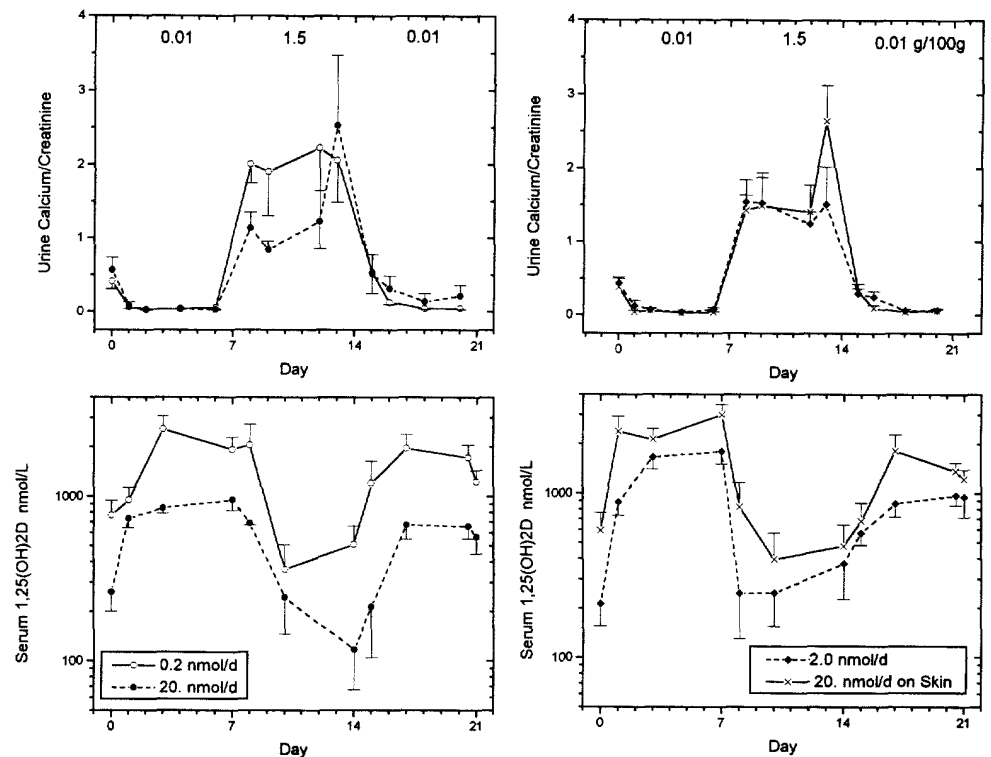 0.01 1.5 0.01
Urine Calcium/Creatinine
4
3
2
1
0
0 7 14 21
Day
0.01 1.5 0.01 g/100g
Urine Calcium/Creatinine
4
3
2
1
0
0 7 14 21
Day
Serum 1,25(OH)2D nmol/L
1000
100
0.2 nmol/d
20. nmol/d
0 7 14 21
Day
Serum 1,25(OH)2D nmol/L
1000
100
2.0 nmol/d
20. nmol/d on Skin
0 7 14 21
Day